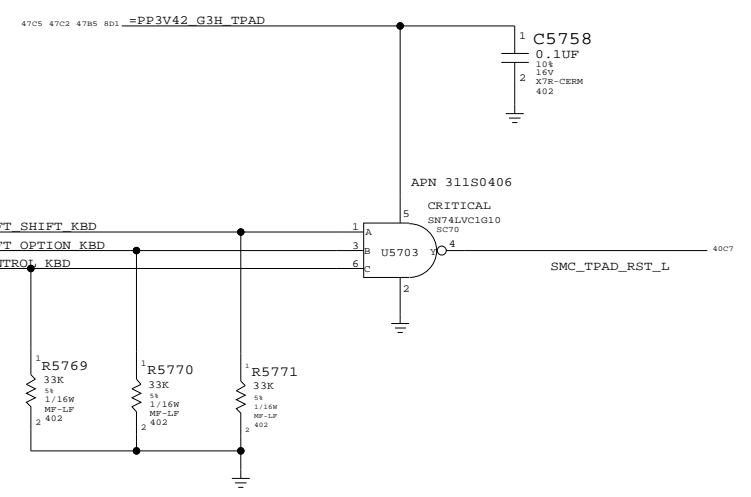 47C5 47C2 47B5 8D1 =PP3V42_G3H_TPAD
1 C5758
0.1UF
10%
16V
2 X7R-CERM
402
APN 311S0406
CRITICAL
5
SN74LVC1G10
SC70
FT_SHIFT_KBD 1 A
FT_OPTION_KBD 3 B U5703 Y 4 40C7
NTROL_KBD 6 C SMC_TPAD_RST_L
2
1 R5769
33K
5%
1/16W
MF-LF
2 402
1 R5770
33K
5%
1/16W
MF-LF
2 402
1 R5771
33K
5%
1/16W
MF-LF
2 402